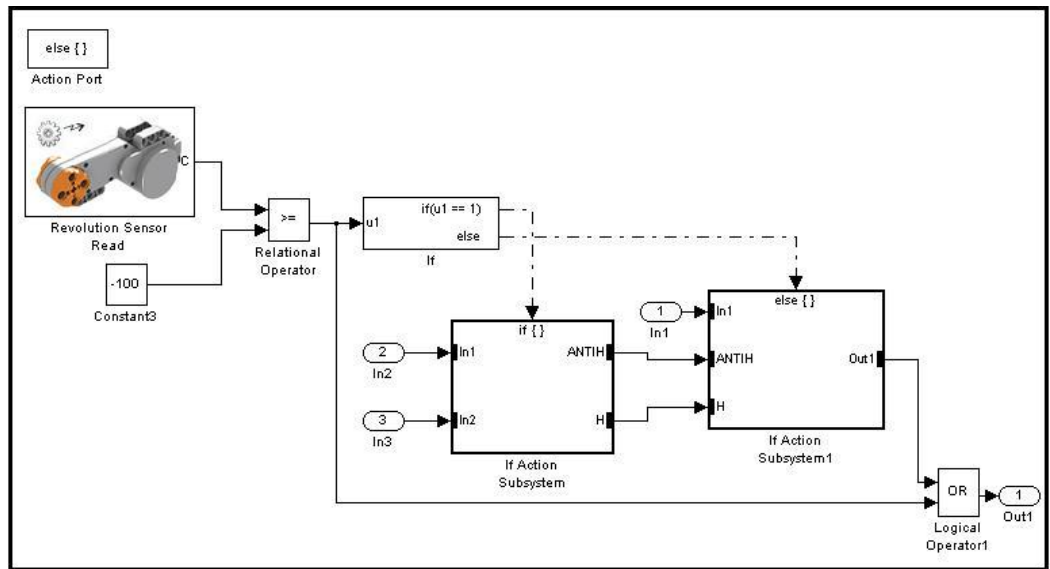 else { }
Action Port
C
Revolution Sensor
Read
-100
Constant3
>=
Relational
Operator
u1
if(u1 == 1)
else
If
2
In2
3
In3
if { }
In1
In2
ANTIH
H
If Action
Subsystem
1
In1
else { }
In1
ANTIH
H
Out1
If Action
Subsystem1
OR
Logical
Operator1
1
Out1